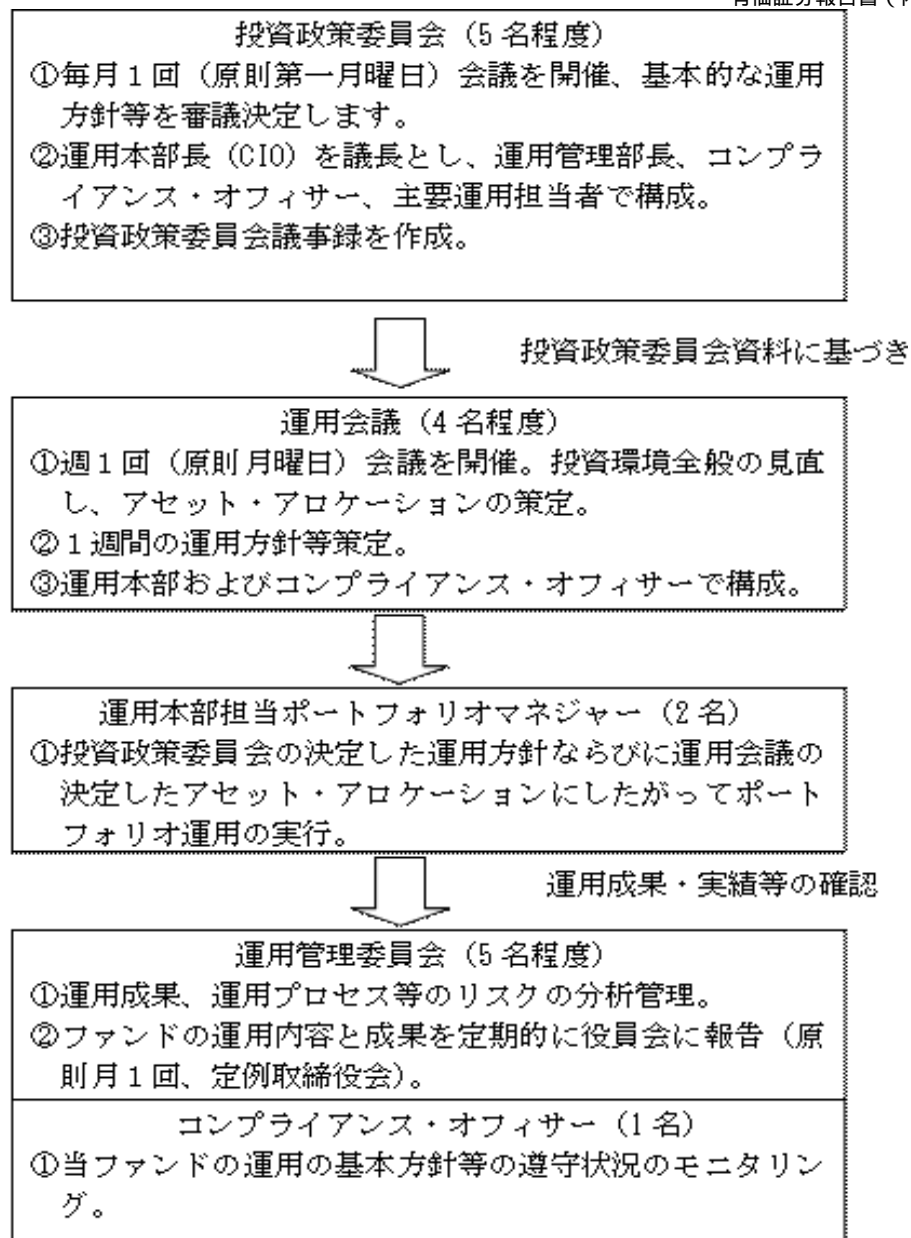 有価証券報告書（内
投資政策委員会（5名程度）
①毎月1回（原則第一月曜日）会議を開催、基本的な運用
方針等を審議決定します。
②運用本部長（CIO）を議長とし、運用管理部長、コンプラ
イアンス・オフィサー、主要運用担当者で構成。
③投資政策委員会議事録を作成。
投資政策委員会資料に基づき
運用会議（4名程度）
①週1回（原則月曜日）会議を開催。投資環境全般の見直
し、アセット・アロケーションの策定。
②1週間の運用方針等策定。
③運用本部およびコンプライアンス・オフィサーで構成。
運用本部担当ポートフォリオマネジャー（2名）
①投資政策委員会の決定した運用方針ならびに運用会議の
決定したアセット・アロケーションにしたがってポート
フォリオ運用の実行。
運用成果・実績等の確認
運用管理委員会（5名程度）
①運用成果、運用プロセス等のリスクの分析管理。
②ファンドの運用内容と成果を定期的に役員会に報告（原
則月1回、定例取締役会）。
コンプライアンス・オフィサー（1名）
①当ファンドの運用の基本方針等の遵守状況のモニタリン
グ。